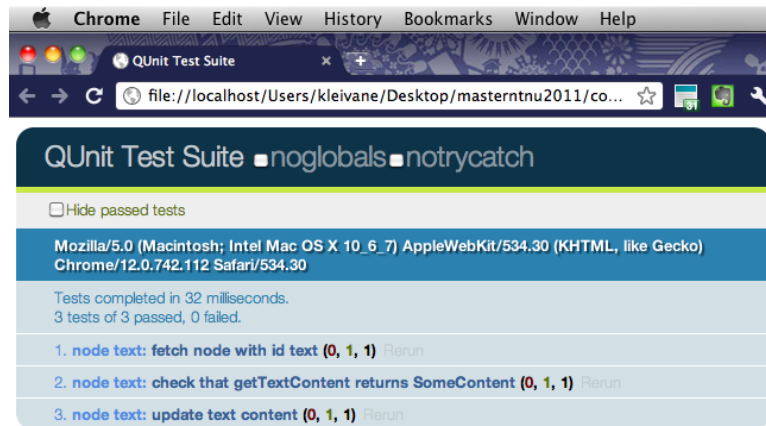 Chrome File Edit View History Bookmarks Window Help
QUnit Test Suite
file://localhost/Users/kleivane/Desktop/masterntnu2011/co...
31
QUnit Test Suite noglobals notrycatch
Hide passed tests
Mozilla/5.0 (Macintosh; Intel Mac OS X 10_6_7) AppleWebKit/534.30 (KHTML, like Gecko)
Chrome/12.0.742.112 Safari/534.30
Tests completed in 32 milliseconds.
3 tests of 3 passed, 0 failed.
1. node text: fetch node with id text (0, 1, 1) Rerun
2. node text: check that getTextContent returns SomeContent (0, 1, 1) Rerun
3. node text: update text content (0, 1, 1) Rerun